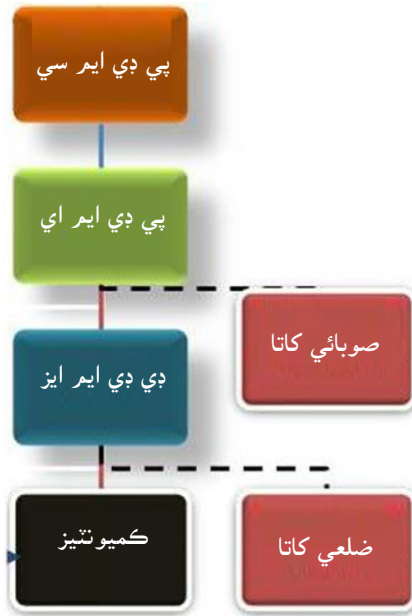 پي ڊي ايم سي
پي ڊي ايم اي
صوبائي کاتا
ڊي ڊي ايم ايز
ڪميونٽيز
ضلعي کاتا